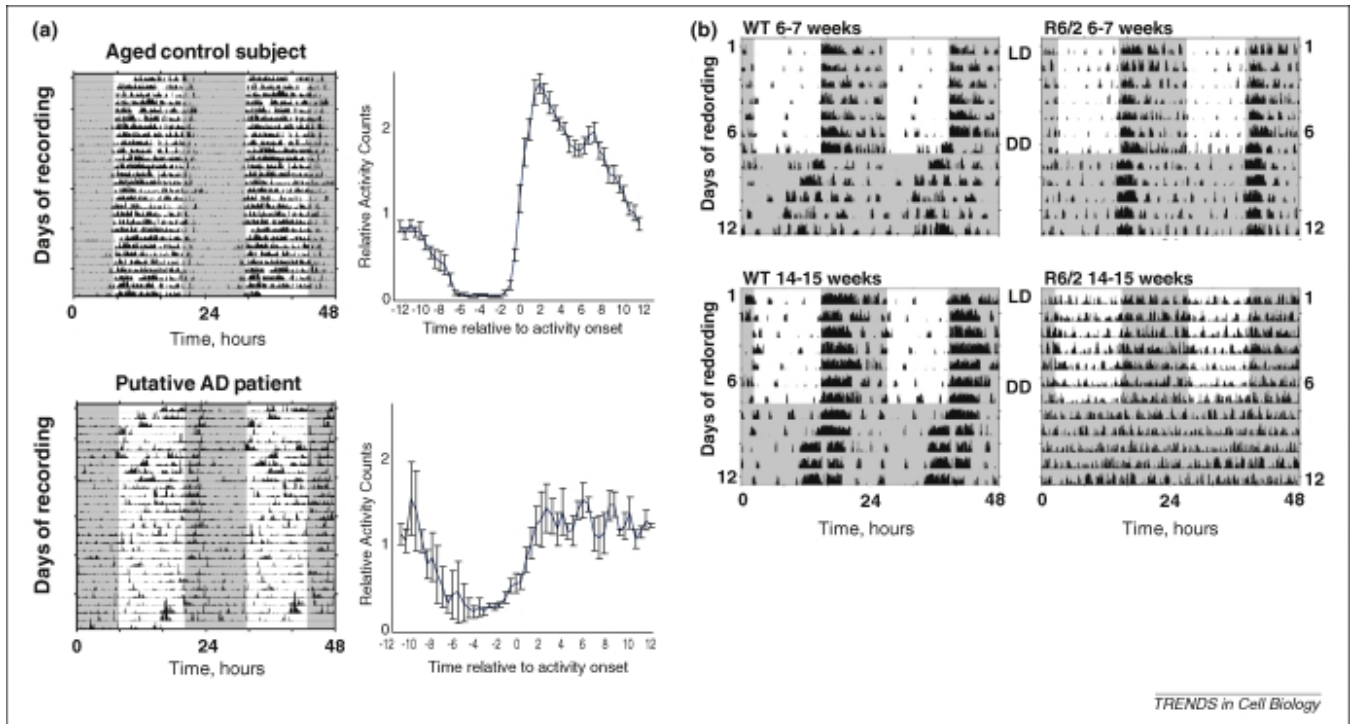 (a)
Aged control subject
Days of recording
0
24
48
Time, hours
Relative Activity Counts
2
1
0
-12 -10 -8 -6 -4 -2 0 2 4 6 8 10 12
Time relative to activity onset
Putative AD patient
Days of recording
0
24
48
Time, hours
Relative Activity Counts
2
1
0
-12 -10 -8 -6 -4 -2 0 2 4 6 8 10 12
Time relative to activity onset
(b)
WT 6-7 weeks
Days of redording
1
6
12
0
24
48
LD
DD
R6/2 6-7 weeks
1
6
12
0
48
WT 14-15 weeks
Days of redording
1
6
12
0
24
48
Time, hours
LD
DD
R6/2 14-15 weeks
1
6
12
0
24
48
Time, hours
TRENDS in Cell Biology